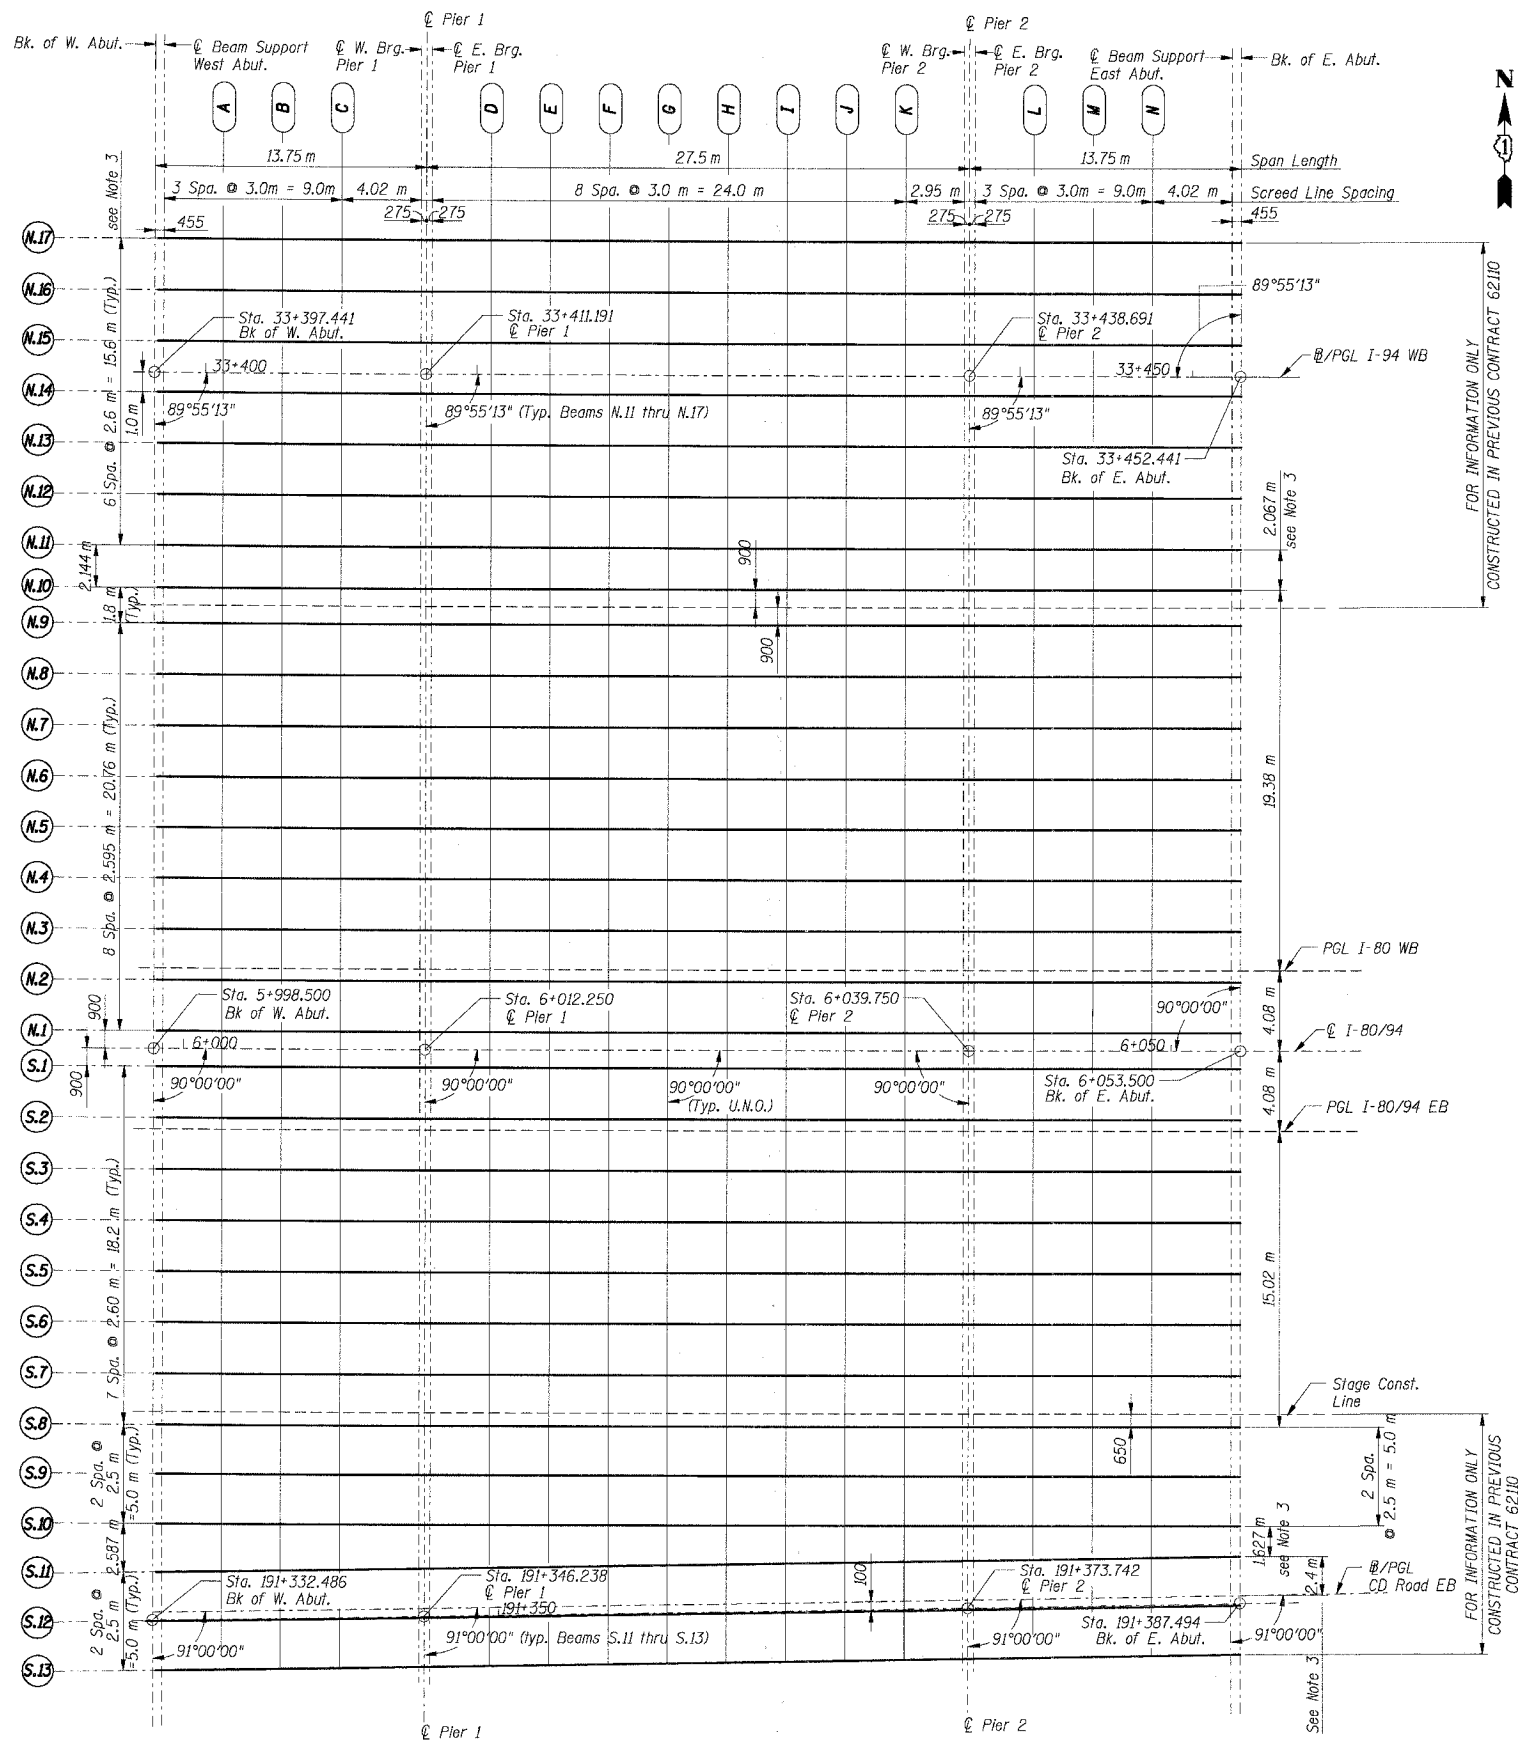 ℄ Pier 1
℄ Pier 2
Bk. of W. Abut.
℄ Beam Support
West Abut.
℄ W. Brg.
Pier 1
℄ E. Brg.
Pier 1
℄ W. Brg.
Pier 2
℄ E. Brg.
Pier 2
℄ Beam Support
East Abut.
Bk. of E. Abut.
N
1
A
B
C
D
E
F
G
H
I
J
K
L
M
N
13.75 m
27.5 m
13.75 m
Span Length
3 Spa. @ 3.0m = 9.0m
4.02 m
8 Spa. @ 3.0 m = 24.0 m
2.95 m
3 Spa. @ 3.0m = 9.0m
4.02 m
Screed Line Spacing
see Note 3
455
275
275
275
275
455
N.17
N.16
N.15
N.14
N.13
N.12
N.11
N.10
N.9
N.8
N.7
N.6
N.5
N.4
N.3
N.2
N.1
S.1
S.2
S.3
S.4
S.5
S.6
S.7
S.8
S.9
S.10
S.11
S.12
S.13
6 Spa. @ 2.6 m = 15.6 m (Typ.)
1.0 m
Sta. 33+397.441
Bk of W. Abut.
33+400
89°55'13"
Sta. 33+411.191
℄ Pier 1
89°55'13" (Typ. Beams N.11 thru N.17)
Sta. 33+438.691
℄ Pier 2
89°55'13"
33+450
89°55'13"
Sta. 33+452.441
Bk. of E. Abut.
℔/PGL I-94 WB
FOR INFORMATION ONLY
CONSTRUCTED IN PREVIOUS CONTRACT 62110
2.067 m
see Note 3
2.144 m
1.8 m
(Typ.)
900
900
8 Spa. @ 2.595 m = 20.76 m (Typ.)
19.38 m
PGL I-80 WB
4.08 m
℄ I-80/94
4.08 m
PGL I-80/94 EB
900
900
Sta. 5+998.500
Bk of W. Abut.
6+000
90°00'00"
Sta. 6+012.250
℄ Pier 1
90°00'00"
90°00'00"
(Typ. U.N.O.)
Sta. 6+039.750
℄ Pier 2
90°00'00"
90°00'00"
6+050
Sta. 6+053.500
Bk. of E. Abut.
7 Spa. @ 2.60 m = 18.2 m (Typ.)
15.02 m
Stage Const.
Line
650
2 Spa.
@ 2.5 m = 5.0 m
2 Spa. @
2.5 m
=5.0 m (Typ.)
2.587 m
2 Spa. @
2.5 m
=5.0 m (Typ.)
1.627 m
see Note 3
2.4 m
See Note 3
℔/PGL
CD Road EB
FOR INFORMATION ONLY
CONSTRUCTED IN PREVIOUS
CONTRACT 62110
Sta. 191+332.486
Bk of W. Abut.
91°00'00"
Sta. 191+346.238
℄ Pier 1
191+350
91°00'00" (typ. Beams S.11 thru S.13)
100
Sta. 191+373.742
℄ Pier 2
91°00'00"
Sta. 191+387.494
Bk. of E. Abut.
91°00'00"
℄ Pier 1
℄ Pier 2